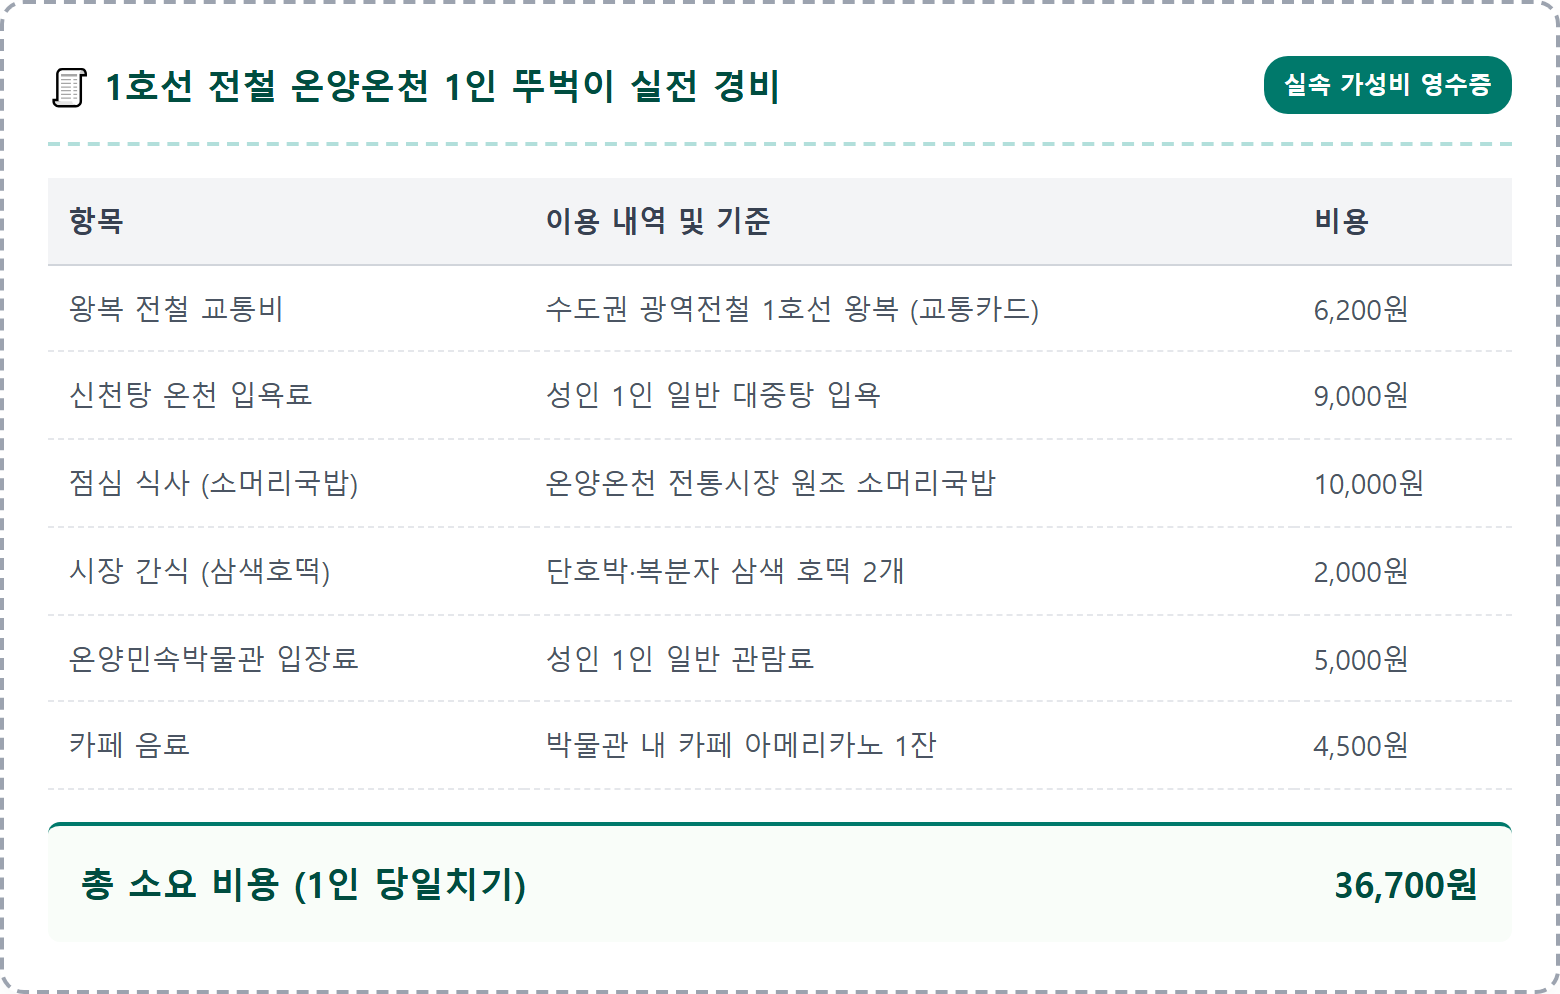 1호선 전철 온양온천 1인 뚜벅이 실전 경비
실속 가성비 영수증
항목 이용 내역 및 기준 비용
왕복 전철 교통비 수도권 광역전철 1호선 왕복 (교통카드) 6,200원
신천탕 온천 입욕료 성인 1인 일반 대중탕 입욕 9,000원
점심 식사 (소머리국밥) 온양온천 전통시장 원조 소머리국밥 10,000원
시장 간식 (삼색호떡) 단호박·복분자 삼색 호떡 2개 2,000원
온양민속박물관 입장료 성인 1인 일반 관람료 5,000원
카페 음료 박물관 내 카페 아메리카노 1잔 4,500원
총 소요 비용 (1인 당일치기) 36,700원